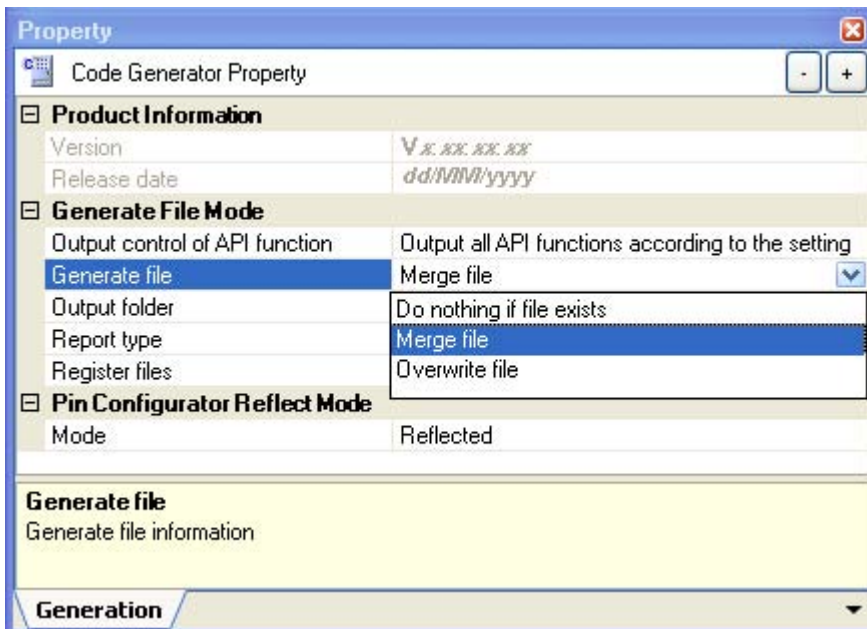 Property
Code Generator Property
- +
Product Information
Version V x.xx.xx.xx
Release date dd/MM/yyyy
Generate File Mode
Output control of API function Output all API functions according to the setting
Generate file Merge file
Output folder Do nothing if file exists
Report type Merge file
Register files Overwrite file
Pin Configurator Reflect Mode
Mode Reflected
Generate file
Generate file information
Generation